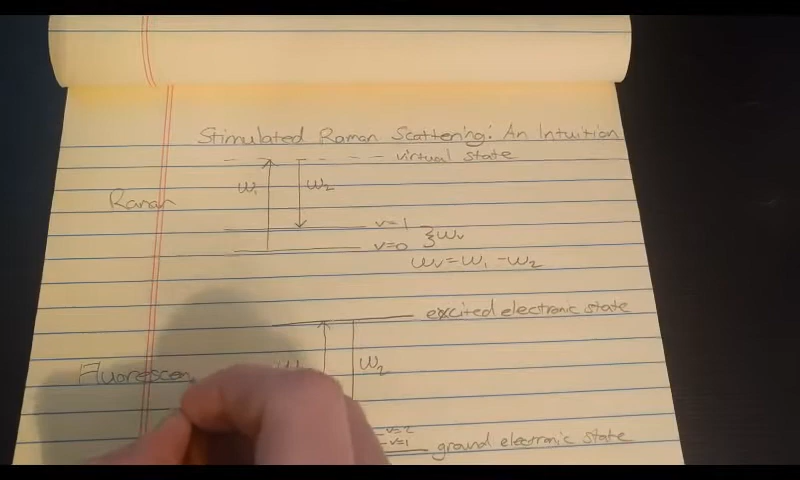 Stimulated Raman Scattering: An Intuition
virtual state
ω₁ ω₂
Raman
v=1
v=0 } ωv
ωv=ω₁-ω₂
excited electronic state
ω₂
Fluorescen
v=2
v=1
ground electronic state